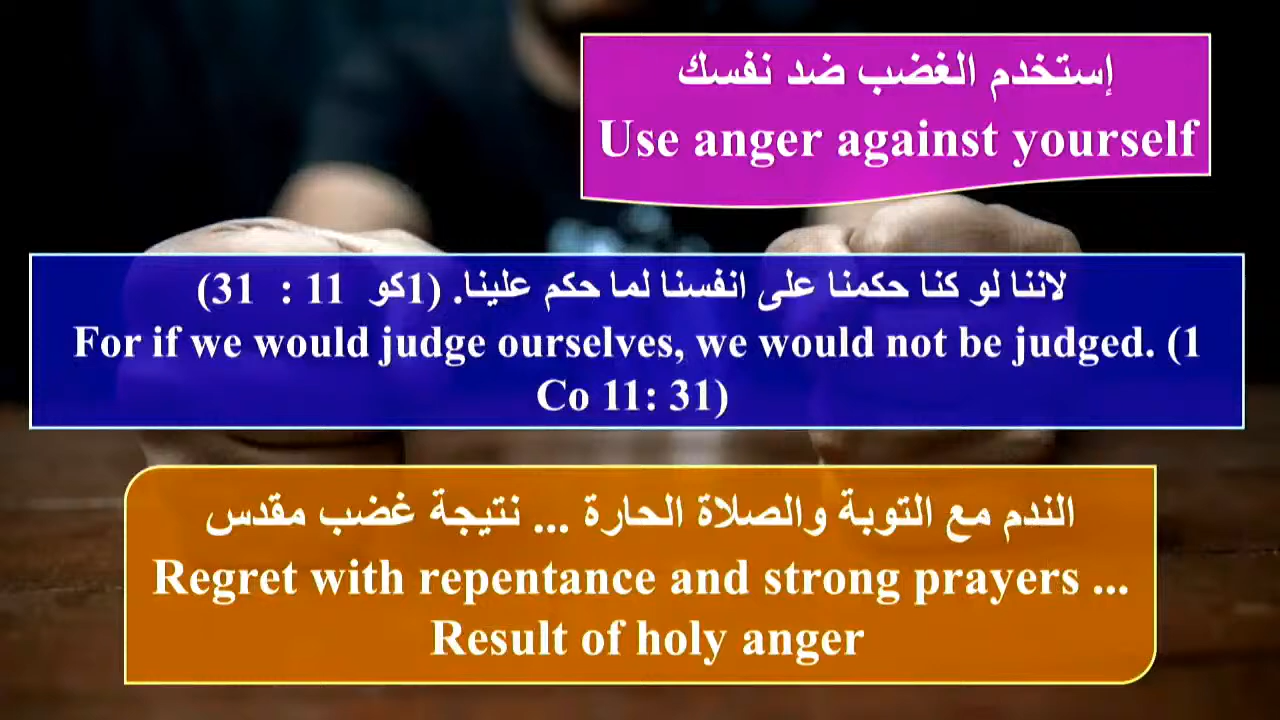 إستخدم الغضب ضد نفسك
Use anger against yourself
لاننا لو كنا حكمنا على انفسنا لما حكم علينا. (1كو 11 : 31)
For if we would judge ourselves, we would not be judged. (1
Co 11: 31)
الندم مع التوبة والصلاة الحارة ... نتيجة غضب مقدس
Regret with repentance and strong prayers ...
Result of holy anger